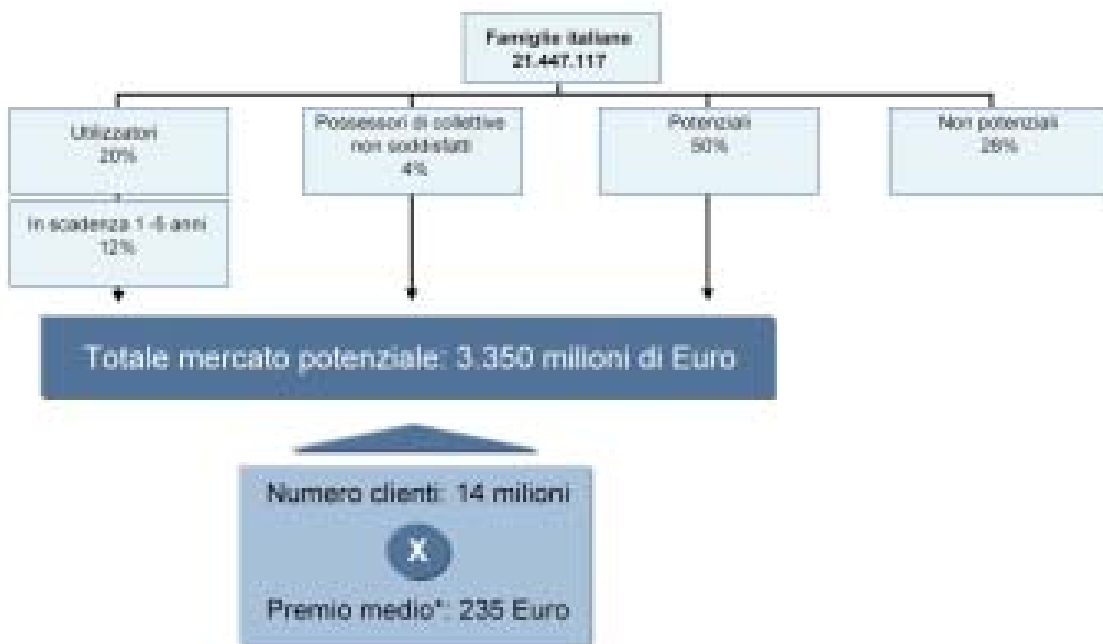 Famiglie italiane
21.447.117
Utilizzatori
20%
Possessori di collettive
non soddisfatti
4%
Potenziali
50%
Non potenziali
26%
In scadenza 1 -5 anni
12%
Totale mercato potenziale: 3.350 milioni di Euro
Numero clienti: 14 milioni
X
Premio medio*: 235 Euro